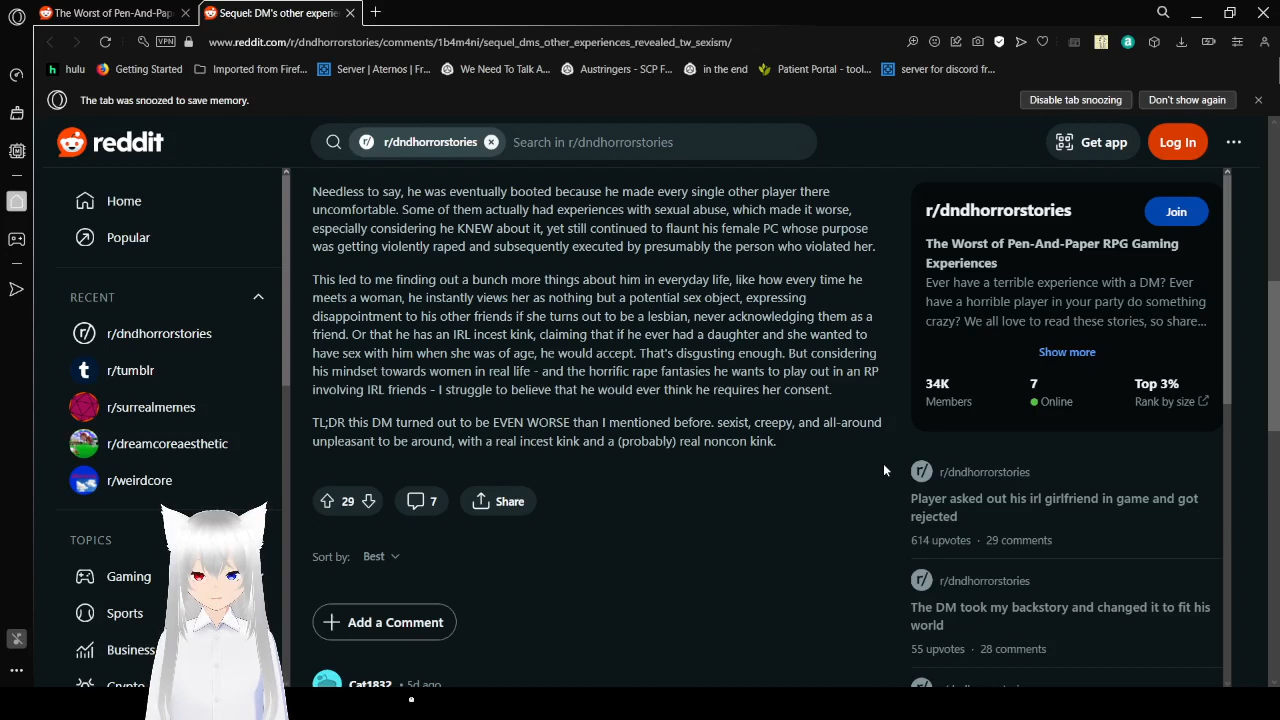 The Worst of Pen-And-Pape
Sequel: DM's other experie
VPN
www.reddit.com/r/dndhorrorstories/comments/1b4m4ni/sequel_dms_other_experiences_revealed_tw_sexism/
hulu
Getting Started
Imported from Firef...
Server | Aternos | Fr...
We Need To Talk A...
Austringers - SCP F...
in the end
Patient Portal - tool...
server for discord fr...
The tab was snoozed to save memory.
Disable tab snoozing
Don't show again
reddit
r/dndhorrorstories
Search in r/dndhorrorstories
Get app
Log In
Home
Popular
RECENT
r/dndhorrorstories
r/tumblr
r/surrealmemes
r/dreamcoreaesthetic
r/weirdcore
TOPICS
Gaming
Sports
Business
Crypto
Needless to say, he was eventually booted because he made every single other player there
uncomfortable. Some of them actually had experiences with sexual abuse, which made it worse,
especially considering he KNEW about it, yet still continued to flaunt his female PC whose purpose
was getting violently raped and subsequently executed by presumably the person who violated her.
This led to me finding out a bunch more things about him in everyday life, like how every time he
meets a woman, he instantly views her as nothing but a potential sex object, expressing
disappointment to his other friends if she turns out to be a lesbian, never acknowledging them as a
friend. Or that he has an IRL incest kink, claiming that if he ever had a daughter and she wanted to
have sex with him when she was of age, he would accept. That's disgusting enough. But considering
his mindset towards women in real life - and the horrific rape fantasies he wants to play out in an RP
involving IRL friends - I struggle to believe that he would ever think he requires her consent.
TL;DR this DM turned out to be EVEN WORSE than I mentioned before. sexist, creepy, and all-around
unpleasant to be around, with a real incest kink and a (probably) real noncon kink.
29
7
Share
Sort by:
Best
Add a Comment
Cat1832 • 5d ago
r/dndhorrorstories
Join
The Worst of Pen-And-Paper RPG Gaming
Experiences
Ever have a terrible experience with a DM? Ever
have a horrible player in your party do something
crazy? We all love to read these stories, so share...
Show more
34K
7
Top 3%
Members
Online
Rank by size
r/dndhorrorstories
Player asked out his irl girlfriend in game and got
rejected
614 upvotes · 29 comments
r/dndhorrorstories
The DM took my backstory and changed it to fit his
world
55 upvotes · 28 comments